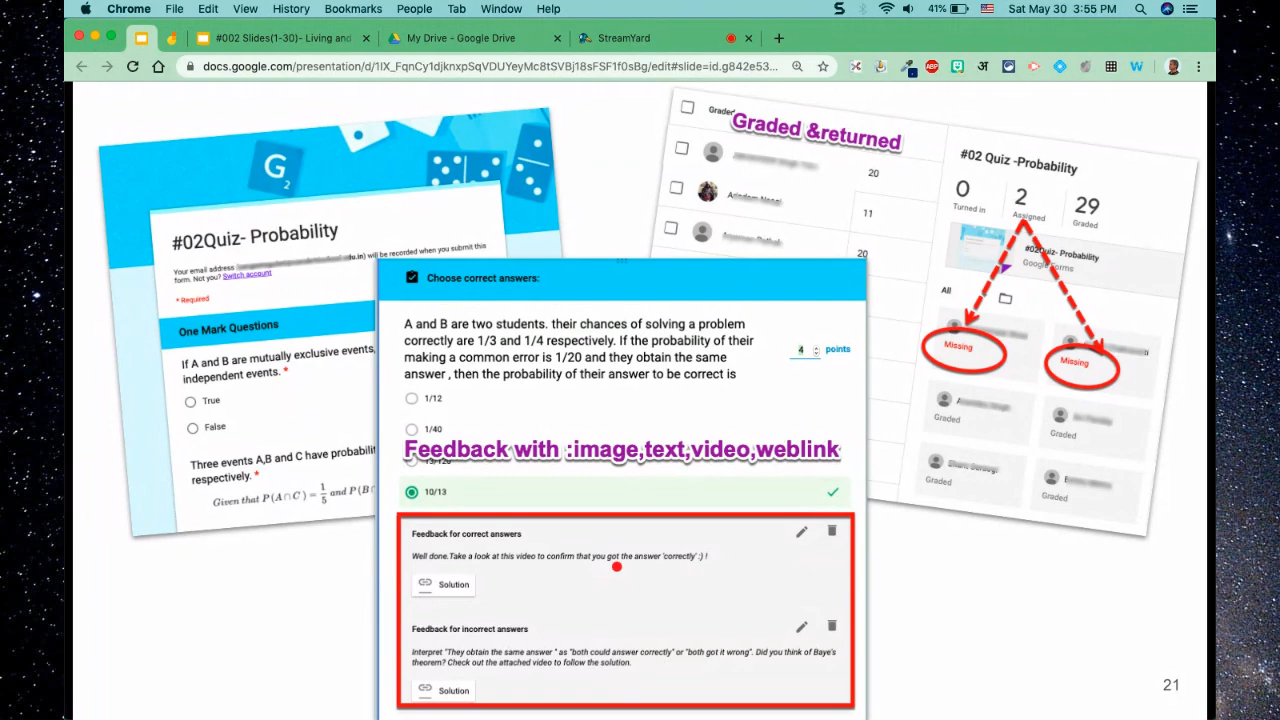 Chrome File Edit View History Bookmarks People Tab Window Help 41% Sat May 30 3:55 PM
#002 Slides(1-30)- Living and
My Drive - Google Drive
StreamYard
docs.google.com/presentation/d/1IX_FqnCy1djknxpSqVDUYeyMc8tSVBj18sFSF1f0sBg/edit#slide=id.g842e53...
G
2
#02Quiz- Probability
Your email address
edu.in) will be recorded when you submit this
form. Not you? Switch account
* Required
One Mark Questions
If A and B are mutually exclusive events,
independent events. *
True
False
Three events A,B and C have probabilit
respectively. *
Given that P(A∩C) = 1/5 and P(B
Graded
Graded &returned
20
11
20
#02 Quiz -Probability
0 2 29
Turned in Assigned Graded
#02Quiz- Probability
Google Forms
All
Missing
Missing
Graded
Graded
Graded
Graded
Choose correct answers:
A and B are two students. their chances of solving a problem
correctly are 1/3 and 1/4 respectively. If the probability of their
making a common error is 1/20 and they obtain the same
answer , then the probability of their answer to be correct is
4 points
1/12
1/40
Feedback with :image,text,video,weblink
13/120
10/13
Feedback for correct answers
Well done.Take a look at this video to confirm that you got the answer 'correctly' :) !
Solution
Feedback for incorrect answers
Interpret "They obtain the same answer " as "both could answer correctly" or "both got it wrong". Did you think of Baye's
theorem? Check out the attached video to follow the solution.
Solution
21